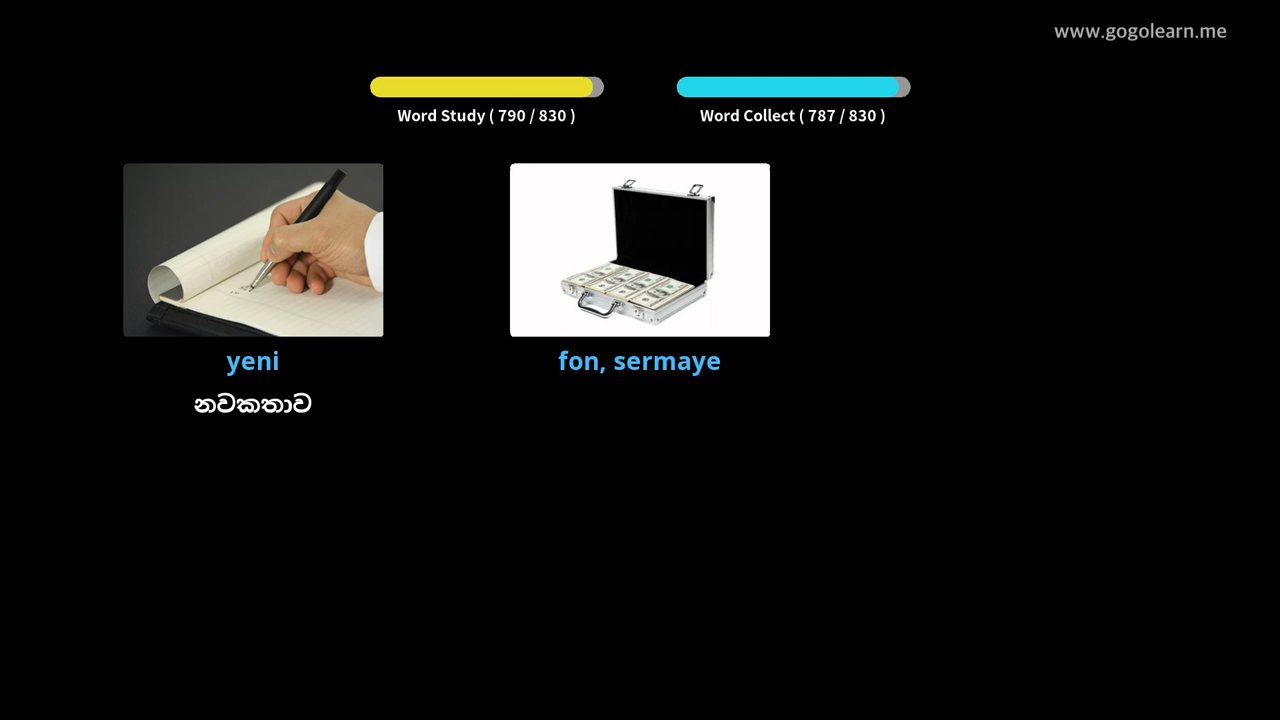 www.gogolearn.me
Word Study ( 790 / 830 )
Word Collect ( 787 / 830 )
yeni
නවකතාව
fon, sermaye